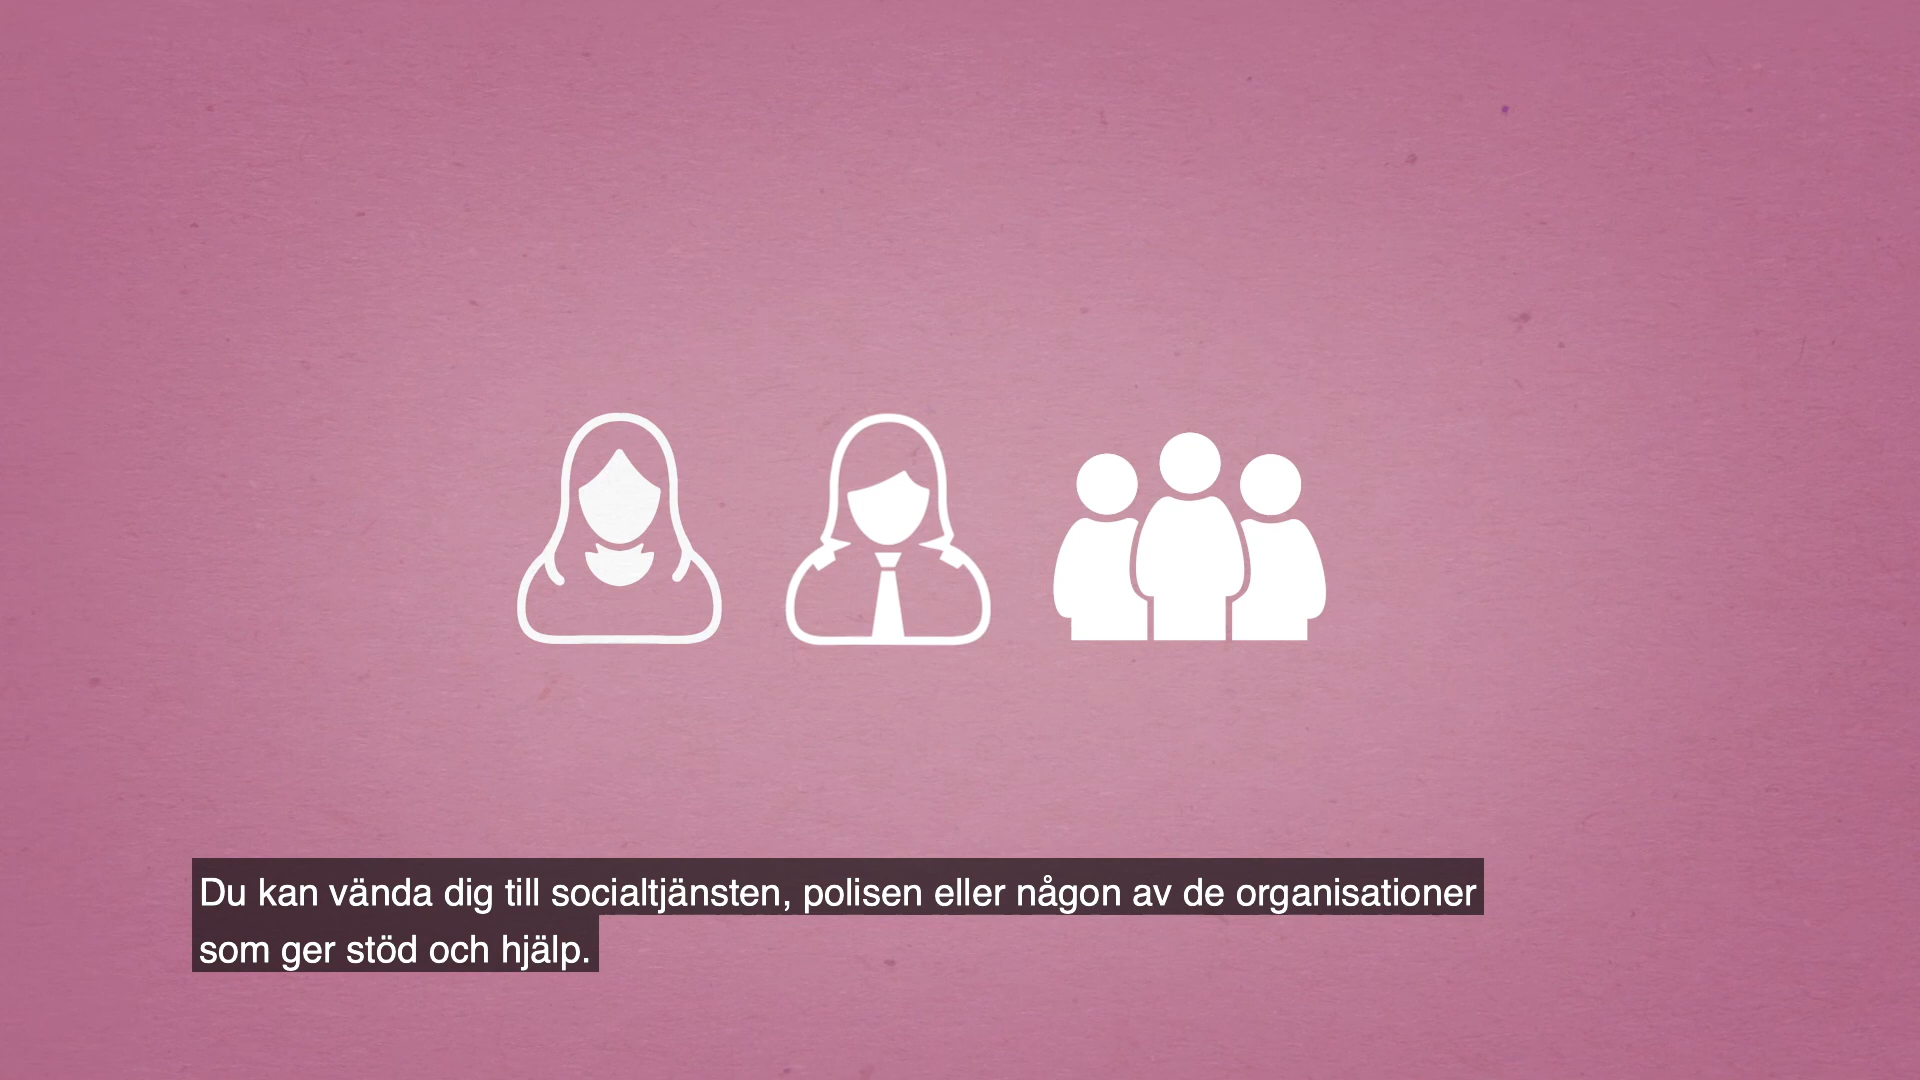 Du kan vända dig till socialtjänsten, polisen eller någon av de organisationer
som ger stöd och hjälp.